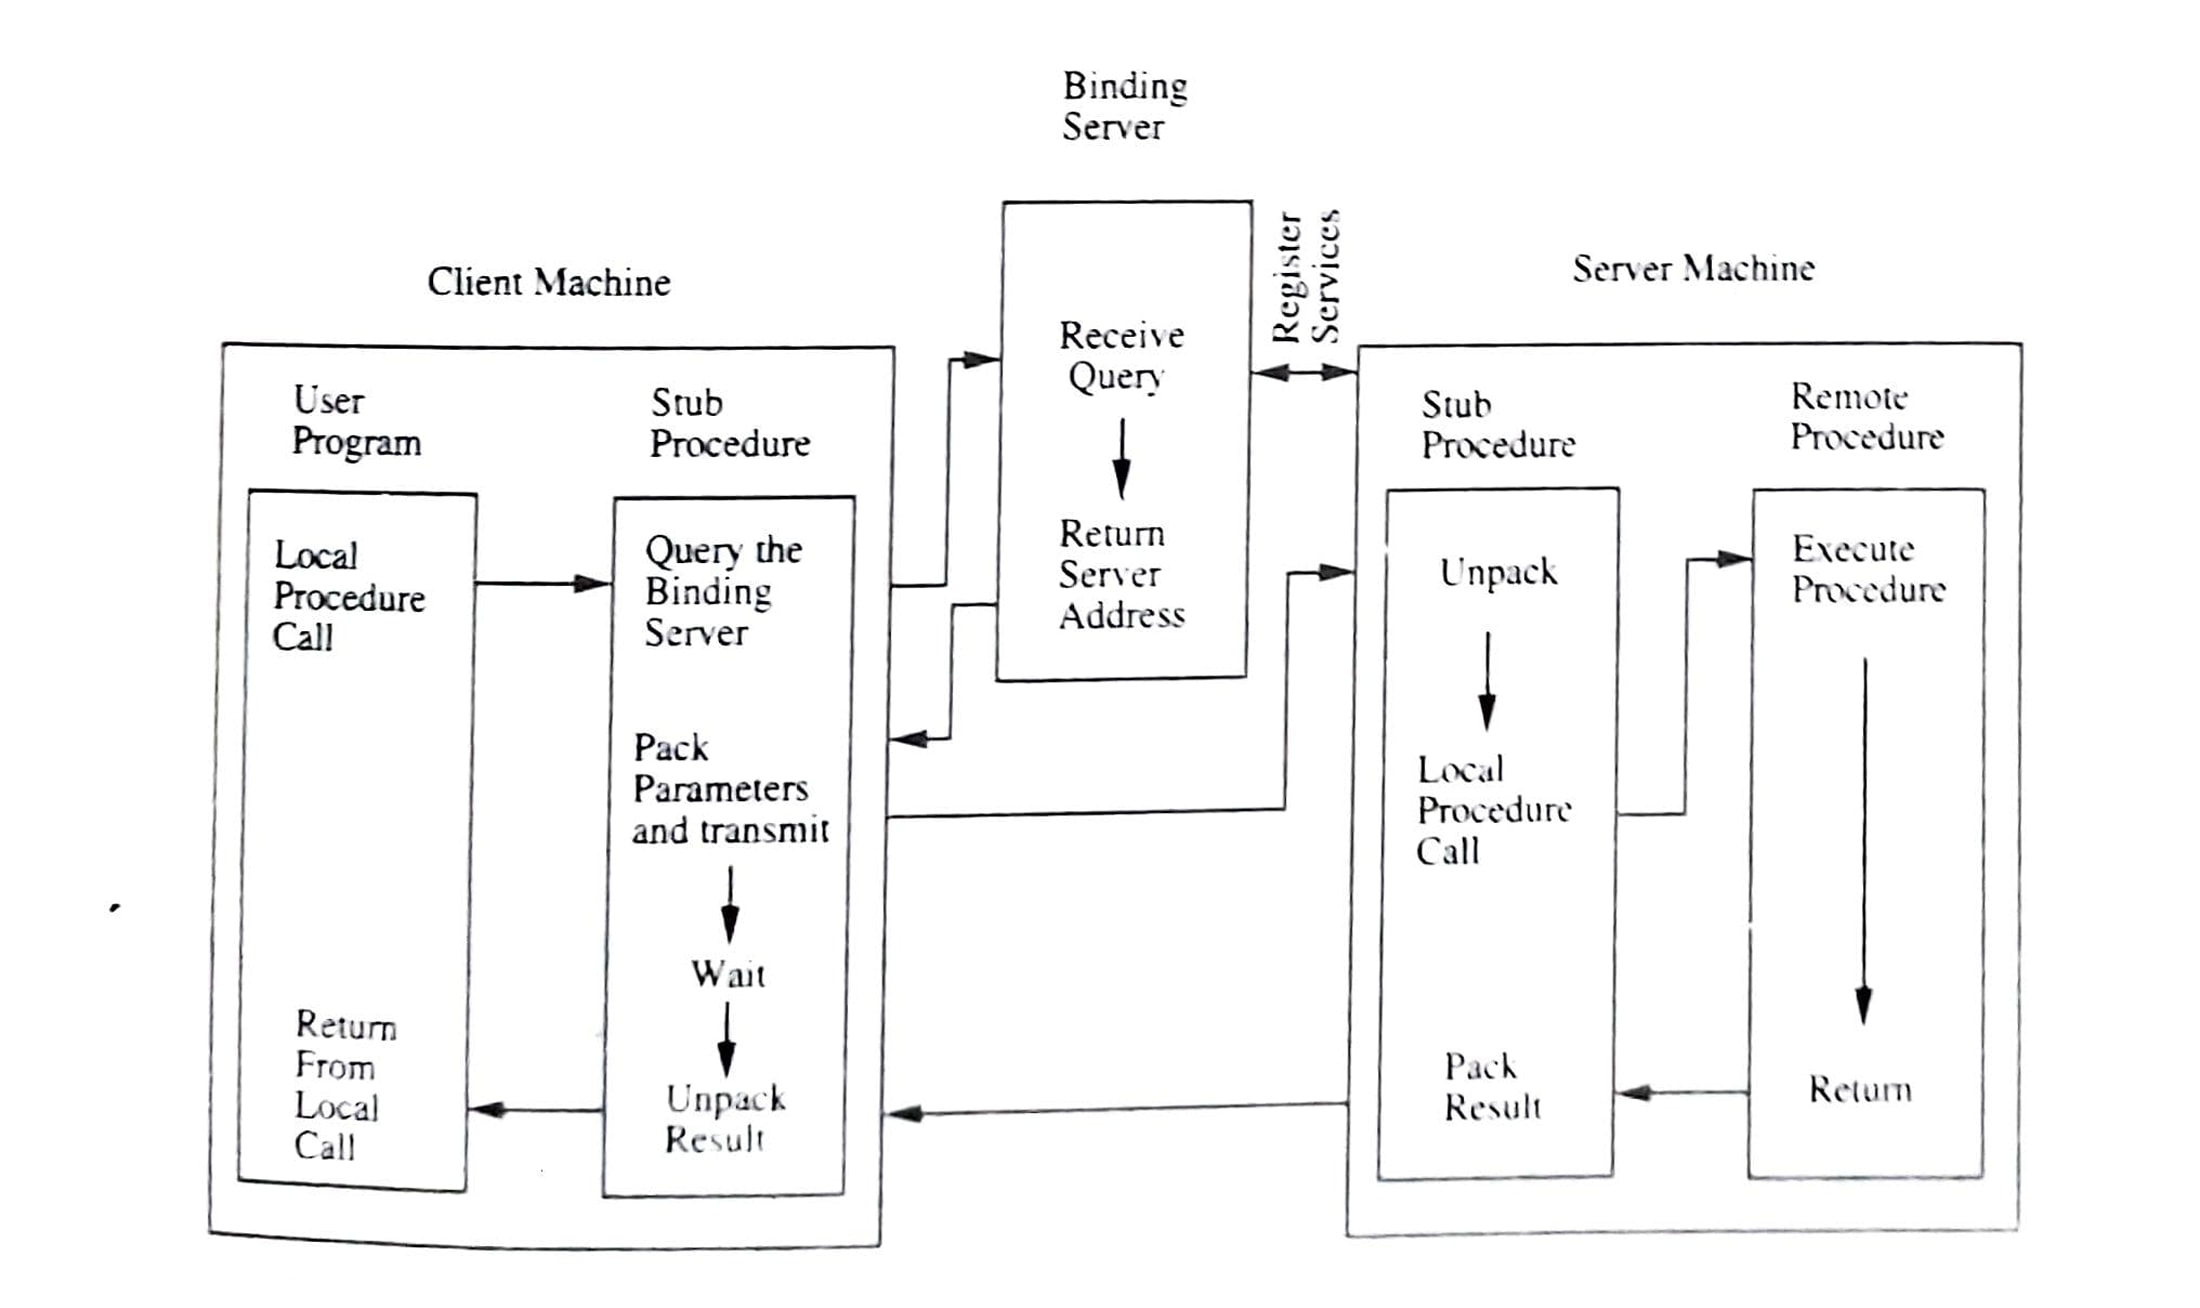 Binding
Server
Register
Services
Client Machine
Server Machine
User
Program
Stub
Procedure
Receive
Query
Return
Server
Address
Stub
Procedure
Remote
Procedure
Local
Procedure
Call
Query the
Binding
Server
Pack
Parameters
and transmit
Wait
Unpack
Result
Return
From
Local
Call
Unpack
Local
Procedure
Call
Pack
Result
Execute
Procedure
Return